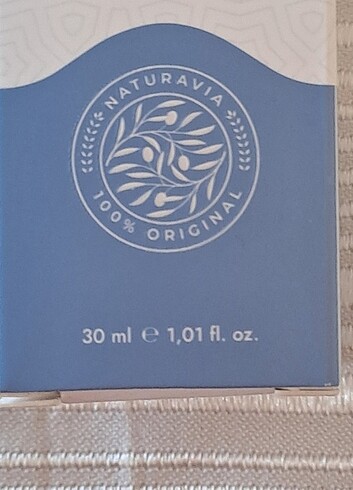 NATURAVIA
100% ORIGINAL
30 ml ℮ 1,01 fl. oz.